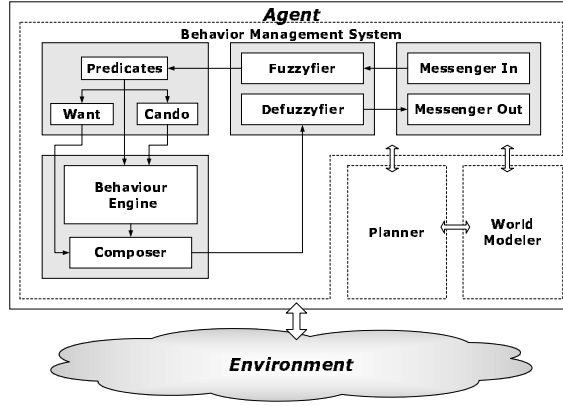 Agent
Behavior Management System
Predicates
Fuzzyfier
Messenger In
Want
Cando
Defuzzyfier
Messenger Out
Behaviour
Engine
Composer
Planner
World
Modeler
Environment